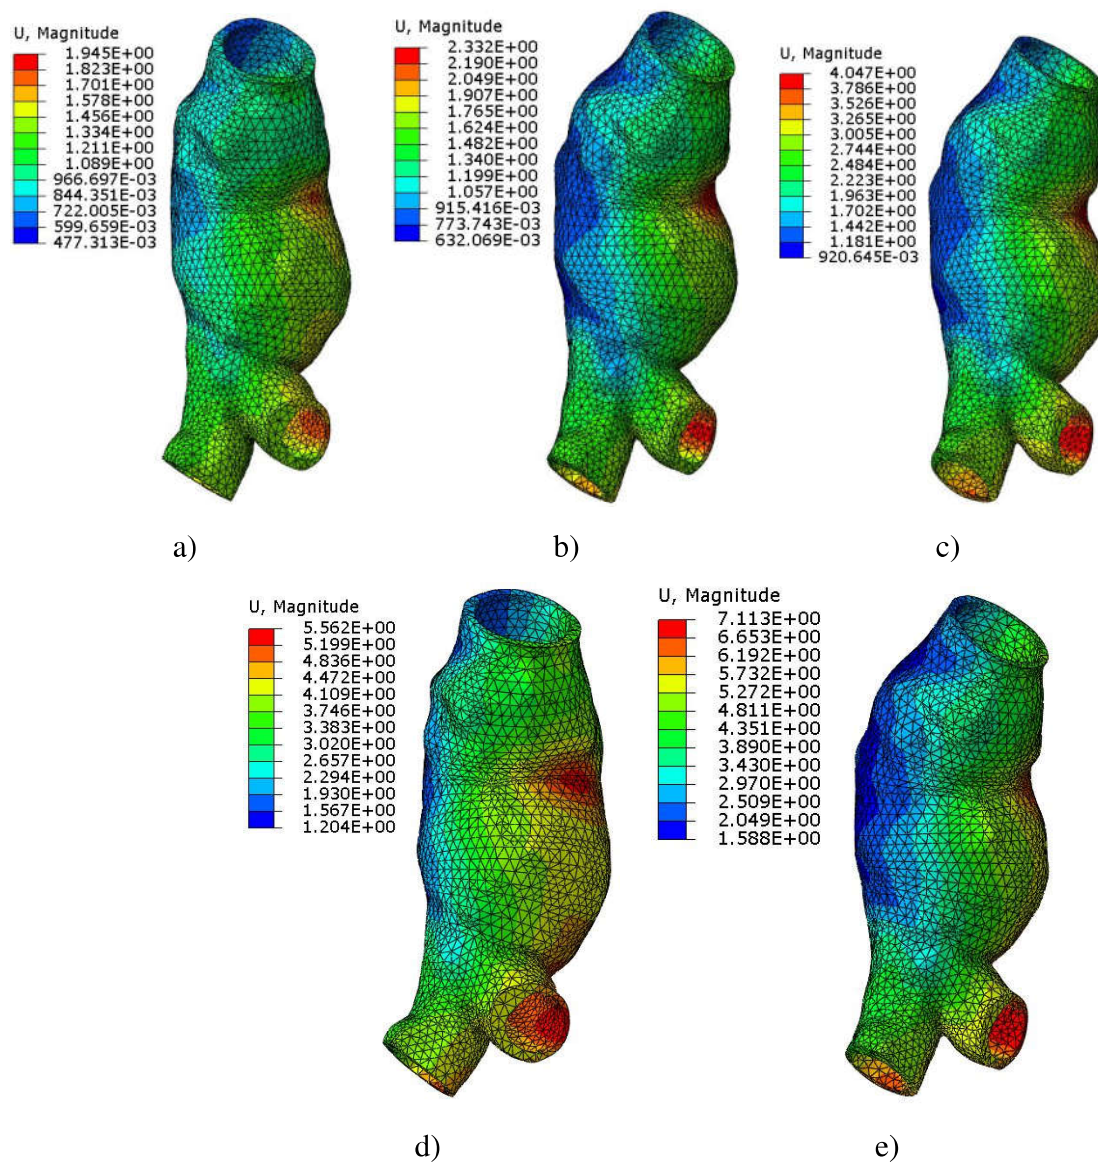 U, Magnitude
1.945E+00
1.823E+00
1.701E+00
1.578E+00
1.456E+00
1.334E+00
1.211E+00
1.089E+00
966.697E-03
844.351E-03
722.005E-03
599.659E-03
477.313E-03
a)
U, Magnitude
2.332E+00
2.190E+00
2.049E+00
1.907E+00
1.765E+00
1.624E+00
1.482E+00
1.340E+00
1.199E+00
1.057E+00
915.416E-03
773.743E-03
632.069E-03
b)
U, Magnitude
4.047E+00
3.786E+00
3.526E+00
3.265E+00
3.005E+00
2.744E+00
2.484E+00
2.223E+00
1.963E+00
1.702E+00
1.442E+00
1.181E+00
920.645E-03
c)
U, Magnitude
5.562E+00
5.199E+00
4.836E+00
4.472E+00
4.109E+00
3.746E+00
3.383E+00
3.020E+00
2.657E+00
2.294E+00
1.930E+00
1.567E+00
1.204E+00
d)
U, Magnitude
7.113E+00
6.653E+00
6.192E+00
5.732E+00
5.272E+00
4.811E+00
4.351E+00
3.890E+00
3.430E+00
2.970E+00
2.509E+00
2.049E+00
1.588E+00
e)